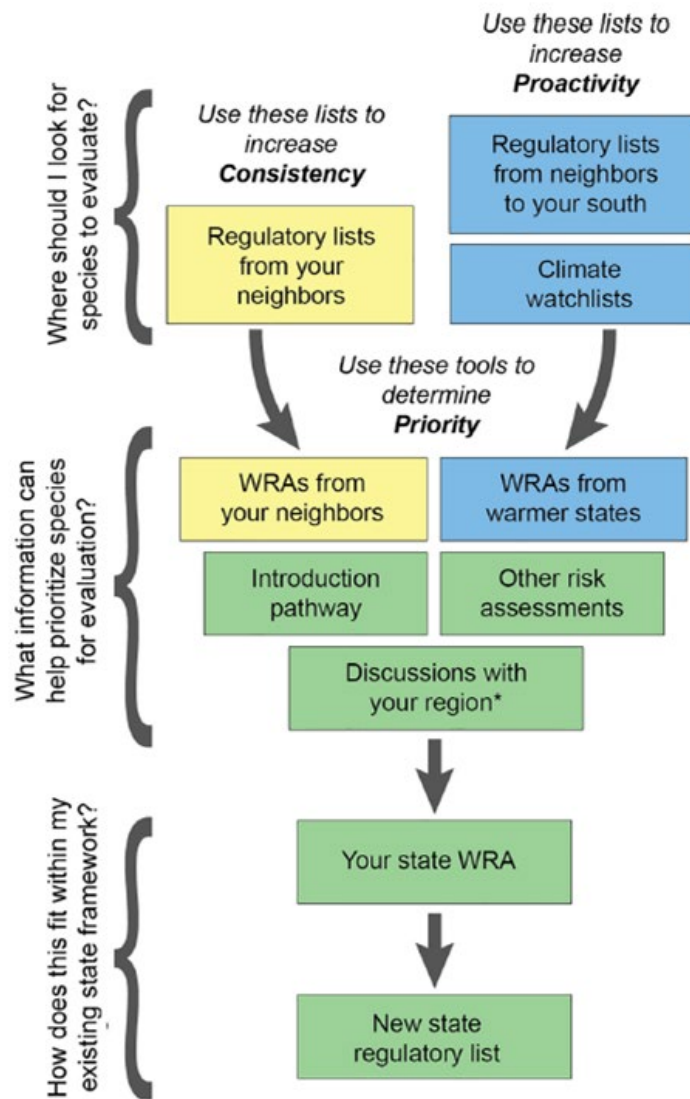 Where should I look for
species to evaluate?
Use these lists to
increase
Consistency
Regulatory lists
from your
neighbors
Use these lists to
increase
Proactivity
Regulatory lists
from neighbors
to your south
Climate
watchlists
Use these tools to
determine
Priority
What information can
help prioritize species
for evaluation?
WRAs from
your neighbors
WRAs from
warmer states
Introduction
pathway
Other risk
assessments
Discussions with
your region*
How does this fit within my
existing state framework?
Your state WRA
New state
regulatory list